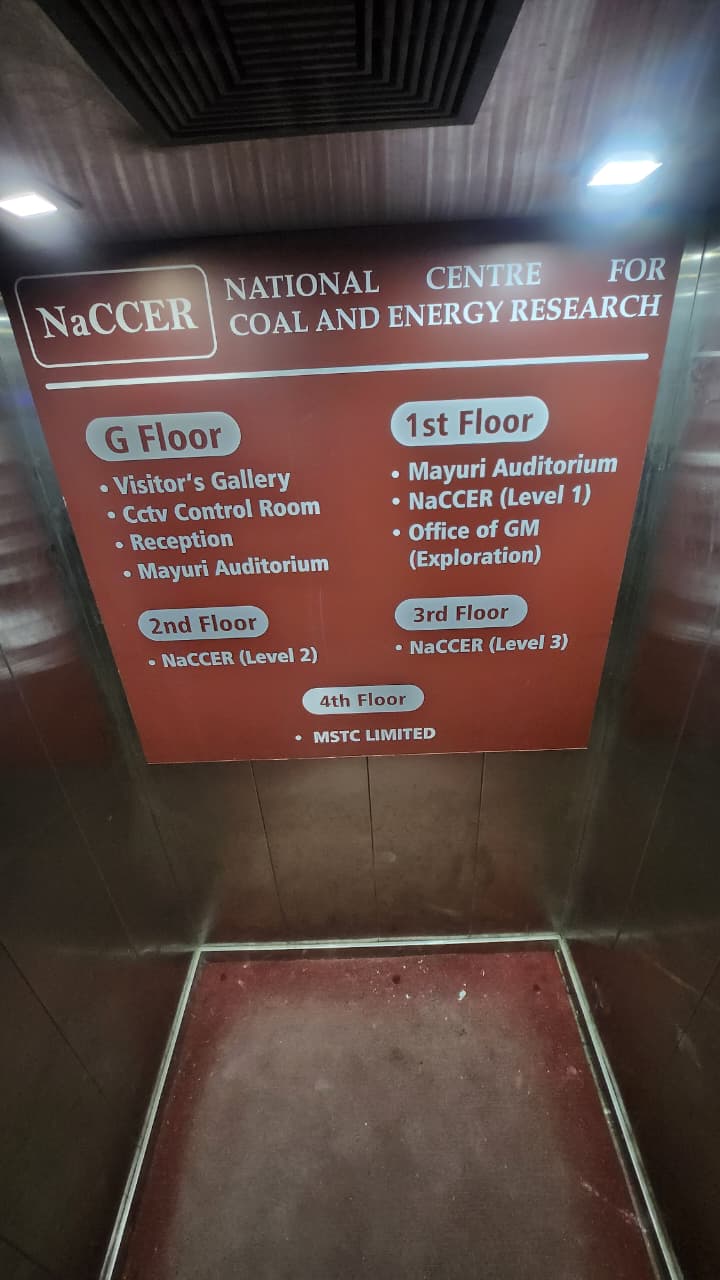 NaCCER
NATIONAL CENTRE FOR
COAL AND ENERGY RESEARCH
G Floor
• Visitor's Gallery
• Cctv Control Room
• Reception
• Mayuri Auditorium
1st Floor
• Mayuri Auditorium
• NaCCER (Level 1)
• Office of GM
(Exploration)
2nd Floor
• NaCCER (Level 2)
3rd Floor
• NaCCER (Level 3)
4th Floor
• MSTC LIMITED